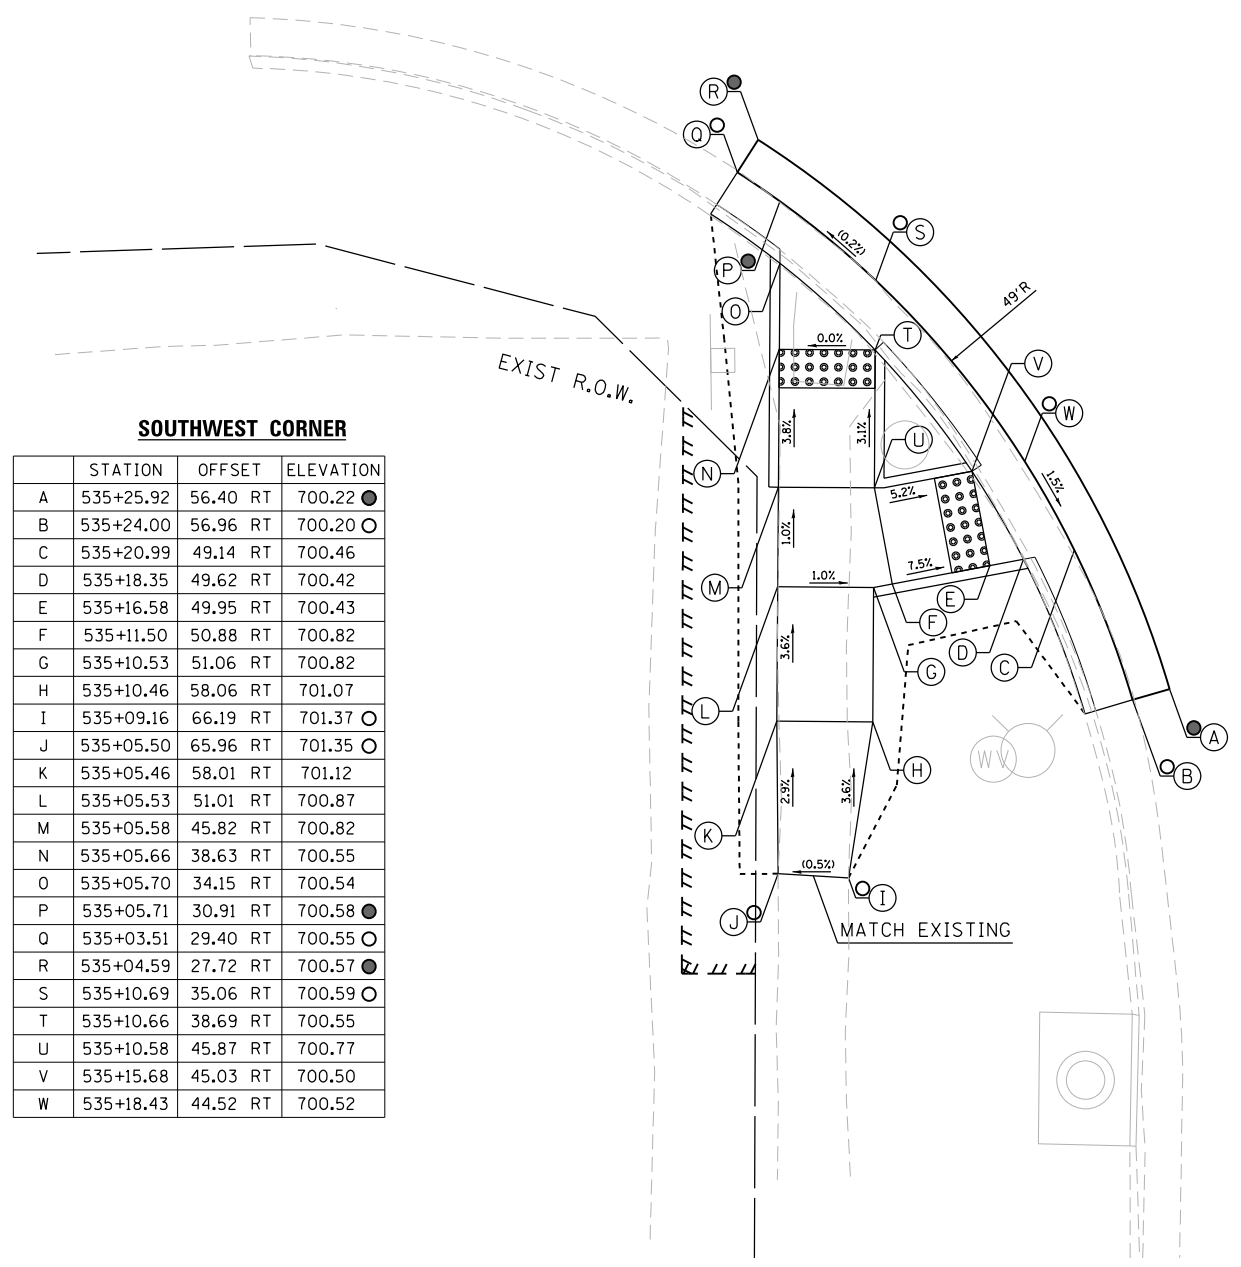 R
Q
S
(0.2%)
P
49'R
O
0.0%
T
V
EXIST R.O.W.
W
SOUTHWEST CORNER
3.8%
3.1%
U
N
1.5%
5.2%
STATION OFFSET ELEVATION
A 535+25.92 56.40 RT 700.22
B 535+24.00 56.96 RT 700.20
C 535+20.99 49.14 RT 700.46
D 535+18.35 49.62 RT 700.42
E 535+16.58 49.95 RT 700.43
F 535+11.50 50.88 RT 700.82
G 535+10.53 51.06 RT 700.82
H 535+10.46 58.06 RT 701.07
I 535+09.16 66.19 RT 701.37
J 535+05.50 65.96 RT 701.35
K 535+05.46 58.01 RT 701.12
L 535+05.53 51.01 RT 700.87
M 535+05.58 45.82 RT 700.82
N 535+05.66 38.63 RT 700.55
O 535+05.70 34.15 RT 700.54
P 535+05.71 30.91 RT 700.58
Q 535+03.51 29.40 RT 700.55
R 535+04.59 27.72 RT 700.57
S 535+10.69 35.06 RT 700.59
T 535+10.66 38.69 RT 700.55
U 535+10.58 45.87 RT 700.77
V 535+15.68 45.03 RT 700.50
W 535+18.43 44.52 RT 700.52
1.0%
7.5%
1.0%
M
E
F
3.6%
D
C
G
L
A
WV
H
B
2.9%
3.6%
K
(0.5%)
I
J
MATCH EXISTING